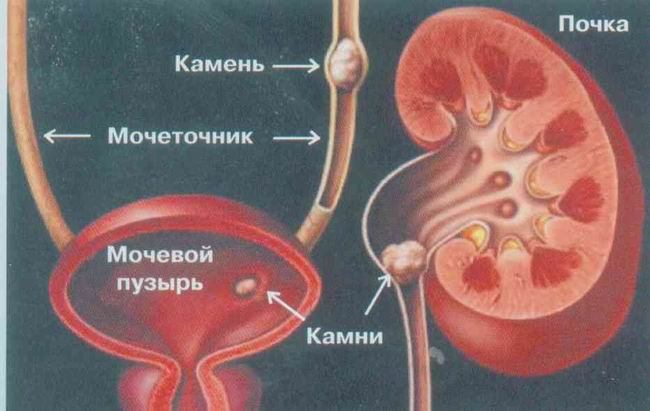 Почка
Камень
Мочеточник
Мочевой
пузырь
Камни